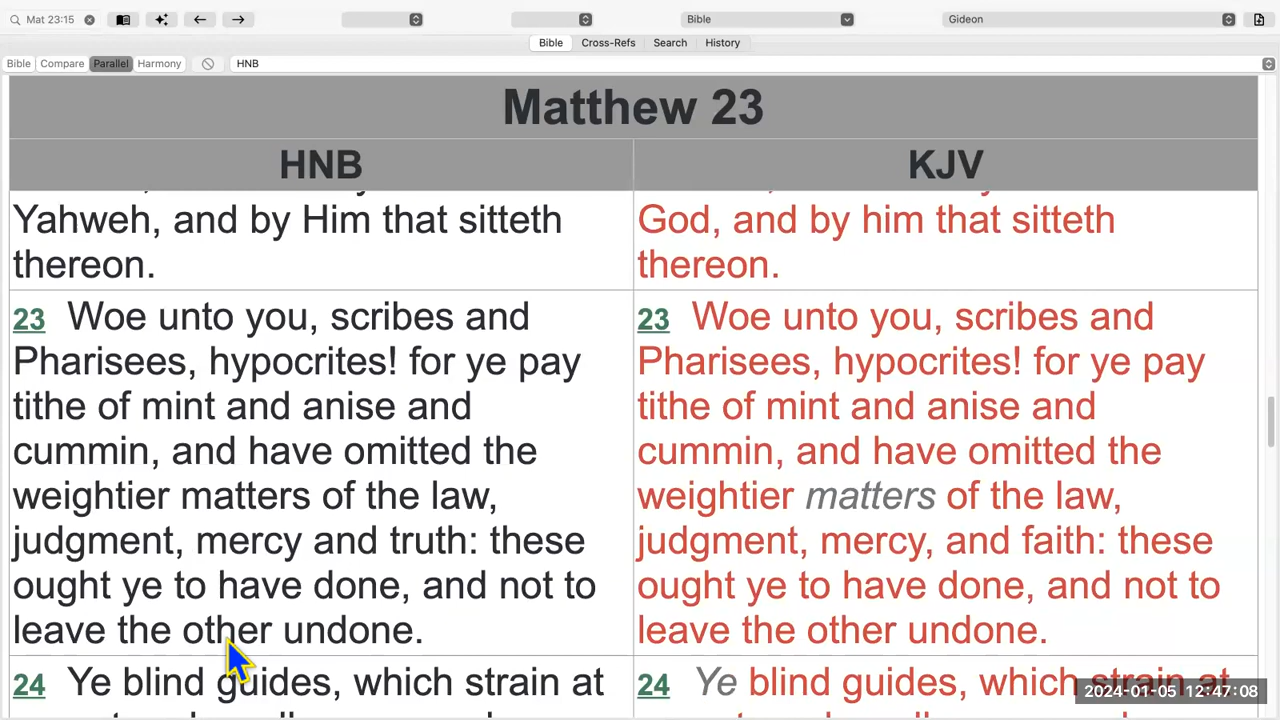 Mat 23:15 Bible Gideon
Bible Cross-Refs Search History
Bible Compare Parallel Harmony HNB
Matthew 23
HNB
Yahweh, and by Him that sitteth
thereon.
23 Woe unto you, scribes and
Pharisees, hypocrites! for ye pay
tithe of mint and anise and
cummin, and have omitted the
weightier matters of the law,
judgment, mercy and truth: these
ought ye to have done, and not to
leave the other undone.
24 Ye blind guides, which strain at
KJV
God, and by him that sitteth
thereon.
23 Woe unto you, scribes and
Pharisees, hypocrites! for ye pay
tithe of mint and anise and
cummin, and have omitted the
weightier matters of the law,
judgment, mercy, and faith: these
ought ye to have done, and not to
leave the other undone.
24 Ye blind guides, which strain at
2024-01-05 12:47:08